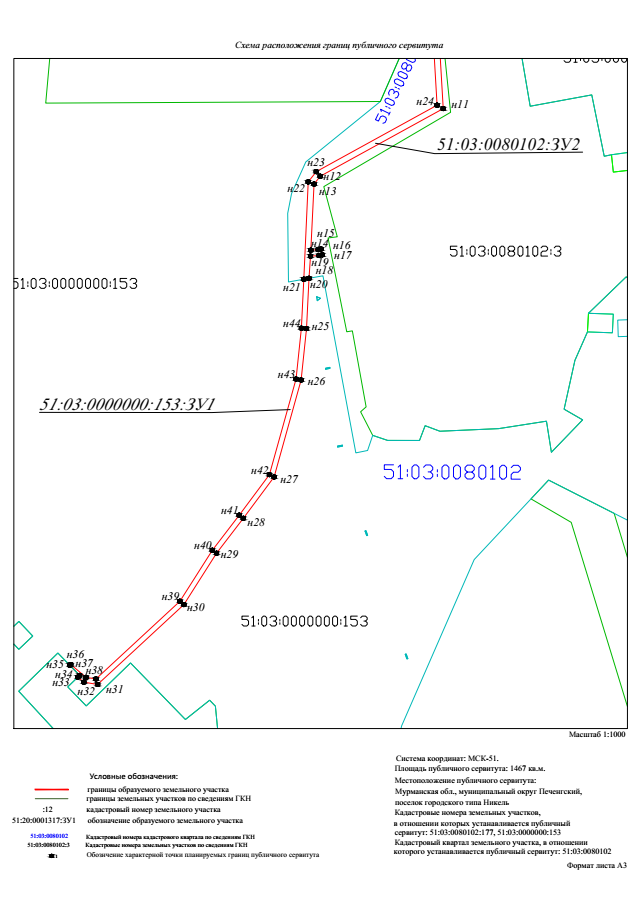 Схема расположения границ публичного сервитута
51:03:0080
н24
н11
51:03:0080102:ЗУ2
н23
н12
н22
н13
н15
н14
н16
н17
н19
н18
51:03:0080102:3
51:03:0000000:153
н21
н20
н44
н25
н43
н26
51:03:0000000:153:ЗУ1
н42
н27
51:03:0080102
н41
н28
н40
н29
н39
н30
51:03:0000000:153
н36
н35
н37
н34
н38
н33
н32
н31
Масштаб 1:1000
Условные обозначения:
границы образуемого земельного участка
границы земельных участков по сведениям ГКН
:12 кадастровый номер земельного участка
51:20:0001317:ЗУ1 обозначение образуемого земельного участка
51:03:0080102 Кадастровый номера кадастрового квартала по сведениям ГКН
51:03:0080102:3 Кадастровые номера земельных участков по сведениям ГКН
Обозначение характерной точки планируемых границ публичного сервитута
Система координат: МСК-51.
Площадь публичного сервитута: 1467 кв.м.
Местоположение публичного сервитута:
Мурманская обл., муниципальный округ Печенгский,
поселок городского типа Никель
Кадастровые номера земельных участков,
в отношении которых устанавливается публичный
сервитут: 51:03:0080102:177, 51:03:0000000:153
Кадастровый квартал земельного участка, в отношении
которого устанавливается публичный сервитут: 51:03:0080102
Формат листа А3